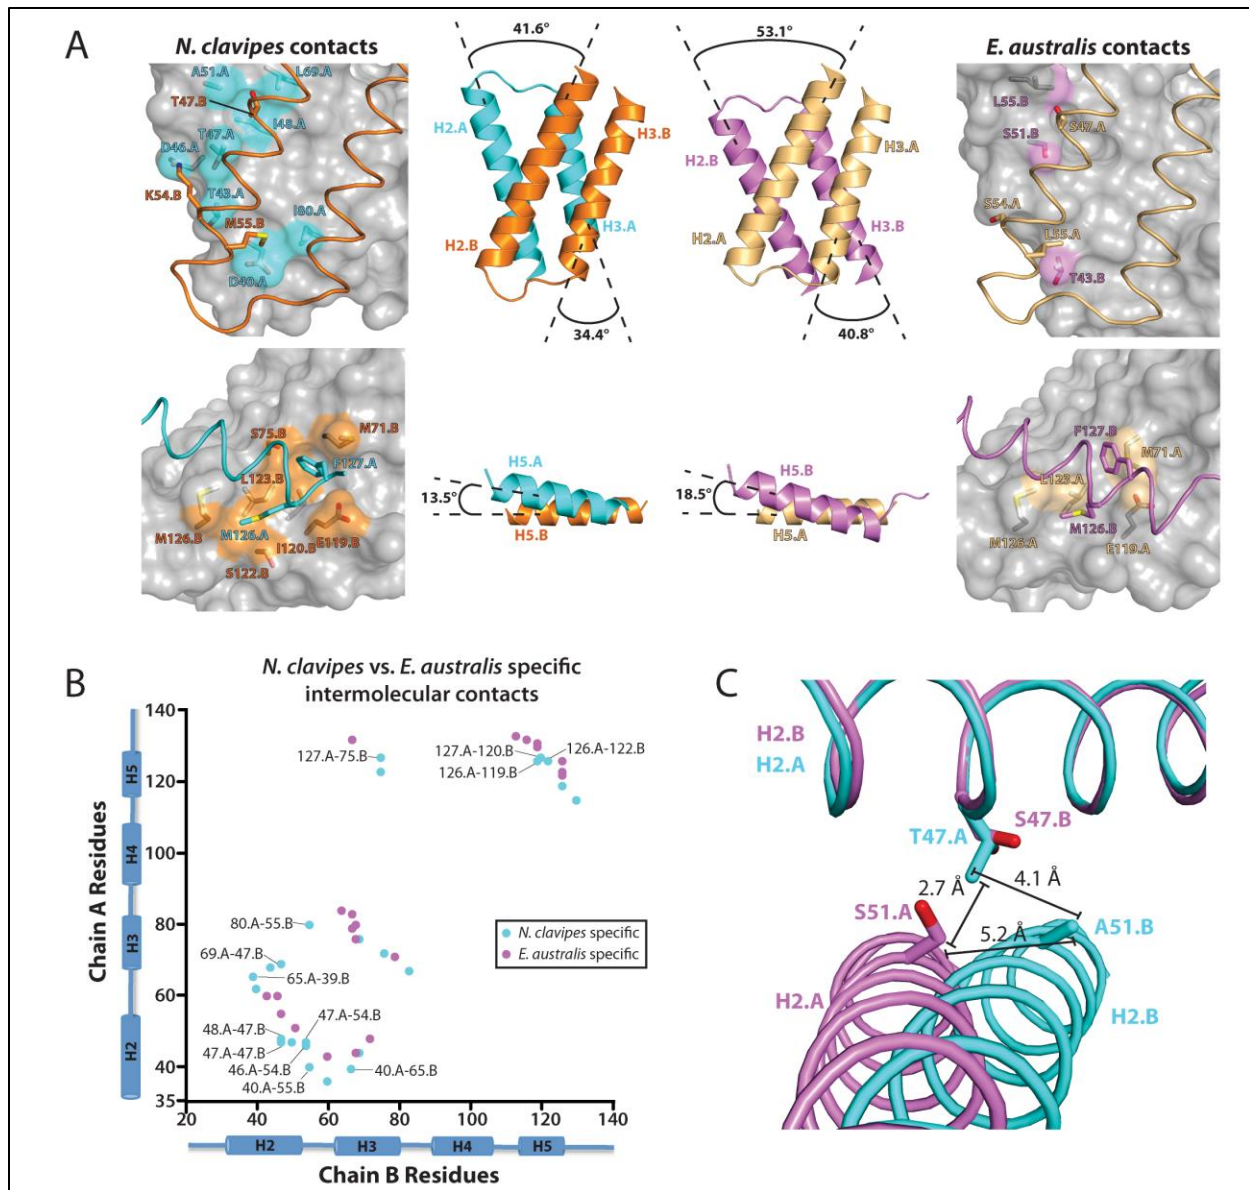 A
N. clavipes contacts
A51.A
L69.A
T47.B
I48.A
T47.A
D46.A
K54.B
T43.A
M55.B
I80.A
D40.A
41.6°
H2.A
H3.B
H3.A
H2.B
34.4°
53.1°
H2.B
H3.A
H2.A
H3.B
40.8°
E. australis contacts
L55.B
S47.A
S51.B
S54.A
L55.A
T43.B
S75.B
M71.B
F127.A
L123.B
M126.B
M126.A
I120.B
E119.B
S122.B
H5.A
13.5°
H5.B
H5.B
18.5°
H5.A
F127.B
M71.A
L123.A
M126.B
M126.A
E119.A
B
N. clavipes vs. E. australis specific
intermolecular contacts
Chain A Residues
H5
H4
H3
H2
140
120
100
80
60
40
35
127.A-75.B
127.A-120.B
126.A-122.B
126.A-119.B
80.A-55.B
69.A-47.B
65.A-39.B
47.A-54.B
48.A-47.B
47.A-47.B
46.A-54.B
40.A-65.B
40.A-55.B
N. clavipes specific
E. australis specific
20
40
60
80
100
120
140
H2
H3
H4
H5
Chain B Residues
C
H2.B
H2.A
T47.A
S47.B
2.7 Å
4.1 Å
S51.A
5.2 Å
A51.B
H2.A
H2.B